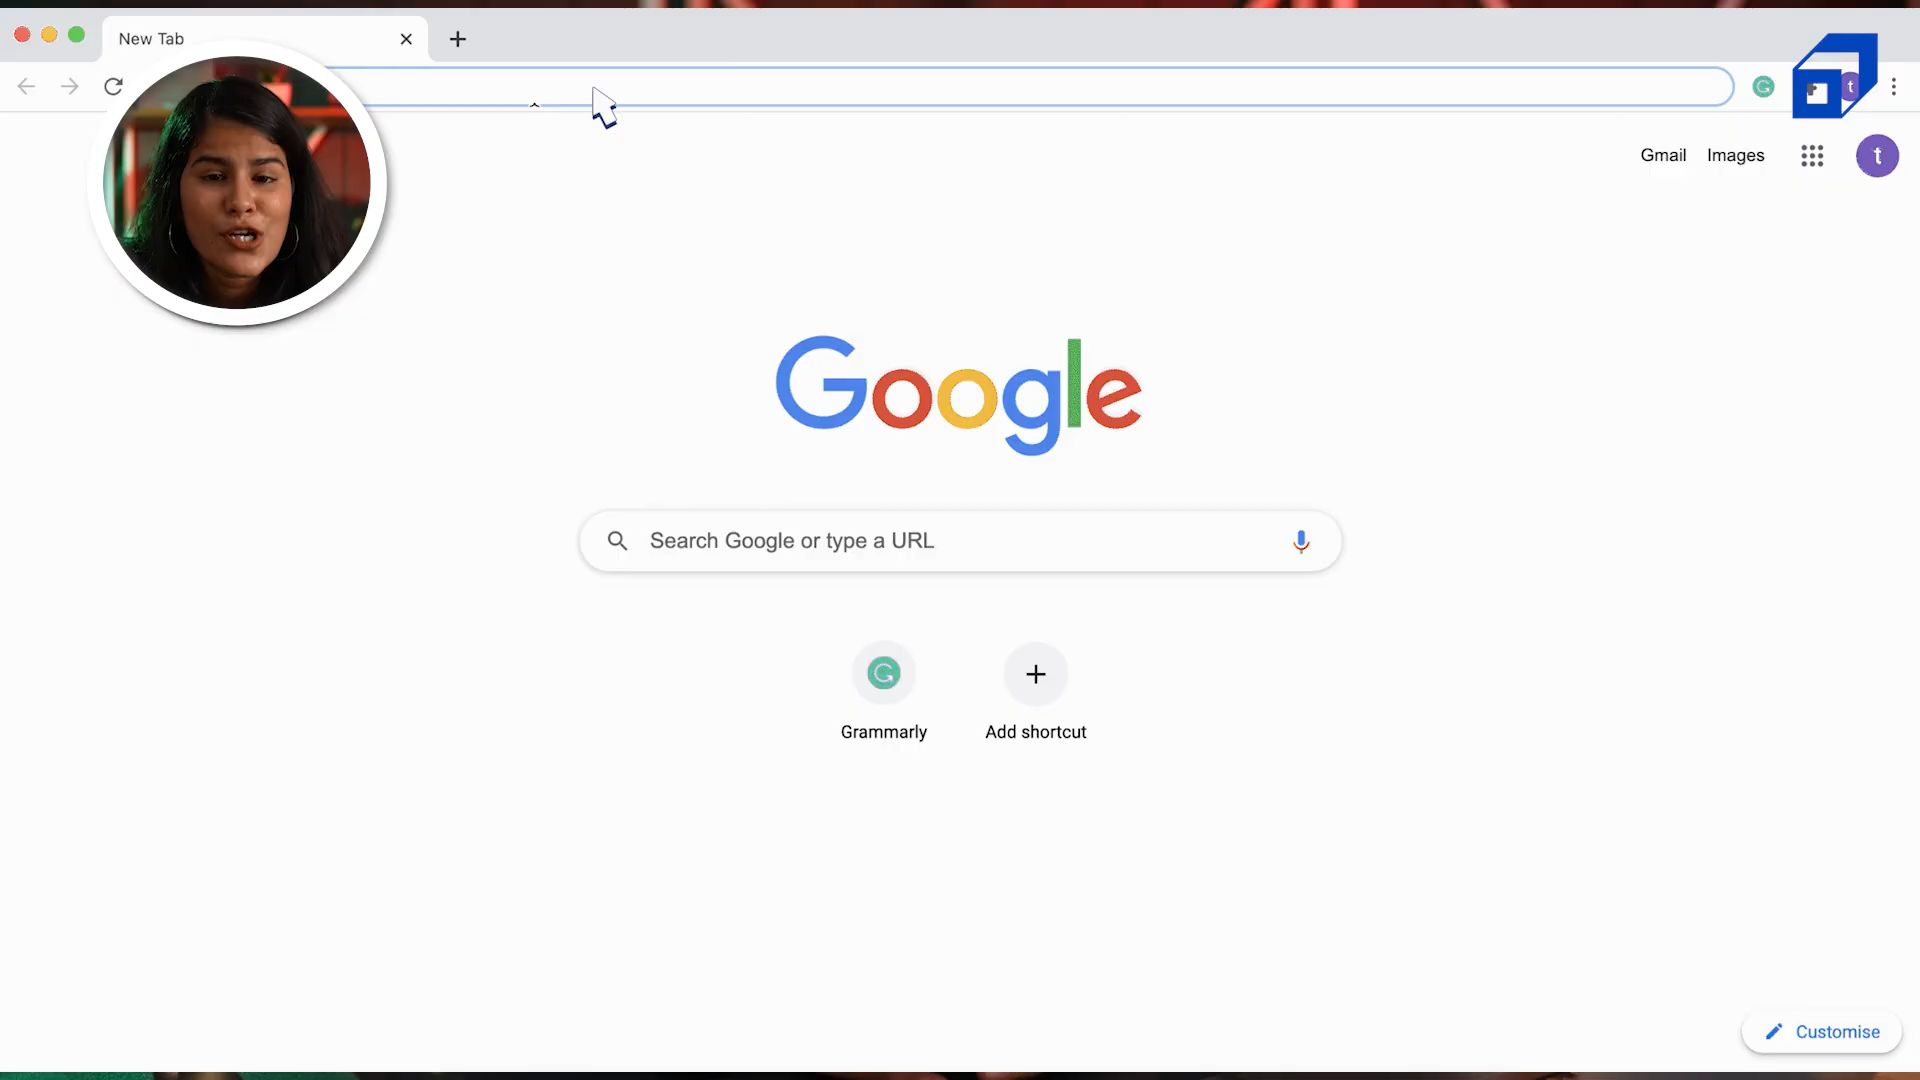 New Tab
t
Gmail Images
t
Google
Search Google or type a URL
Grammarly
Add shortcut
Customise